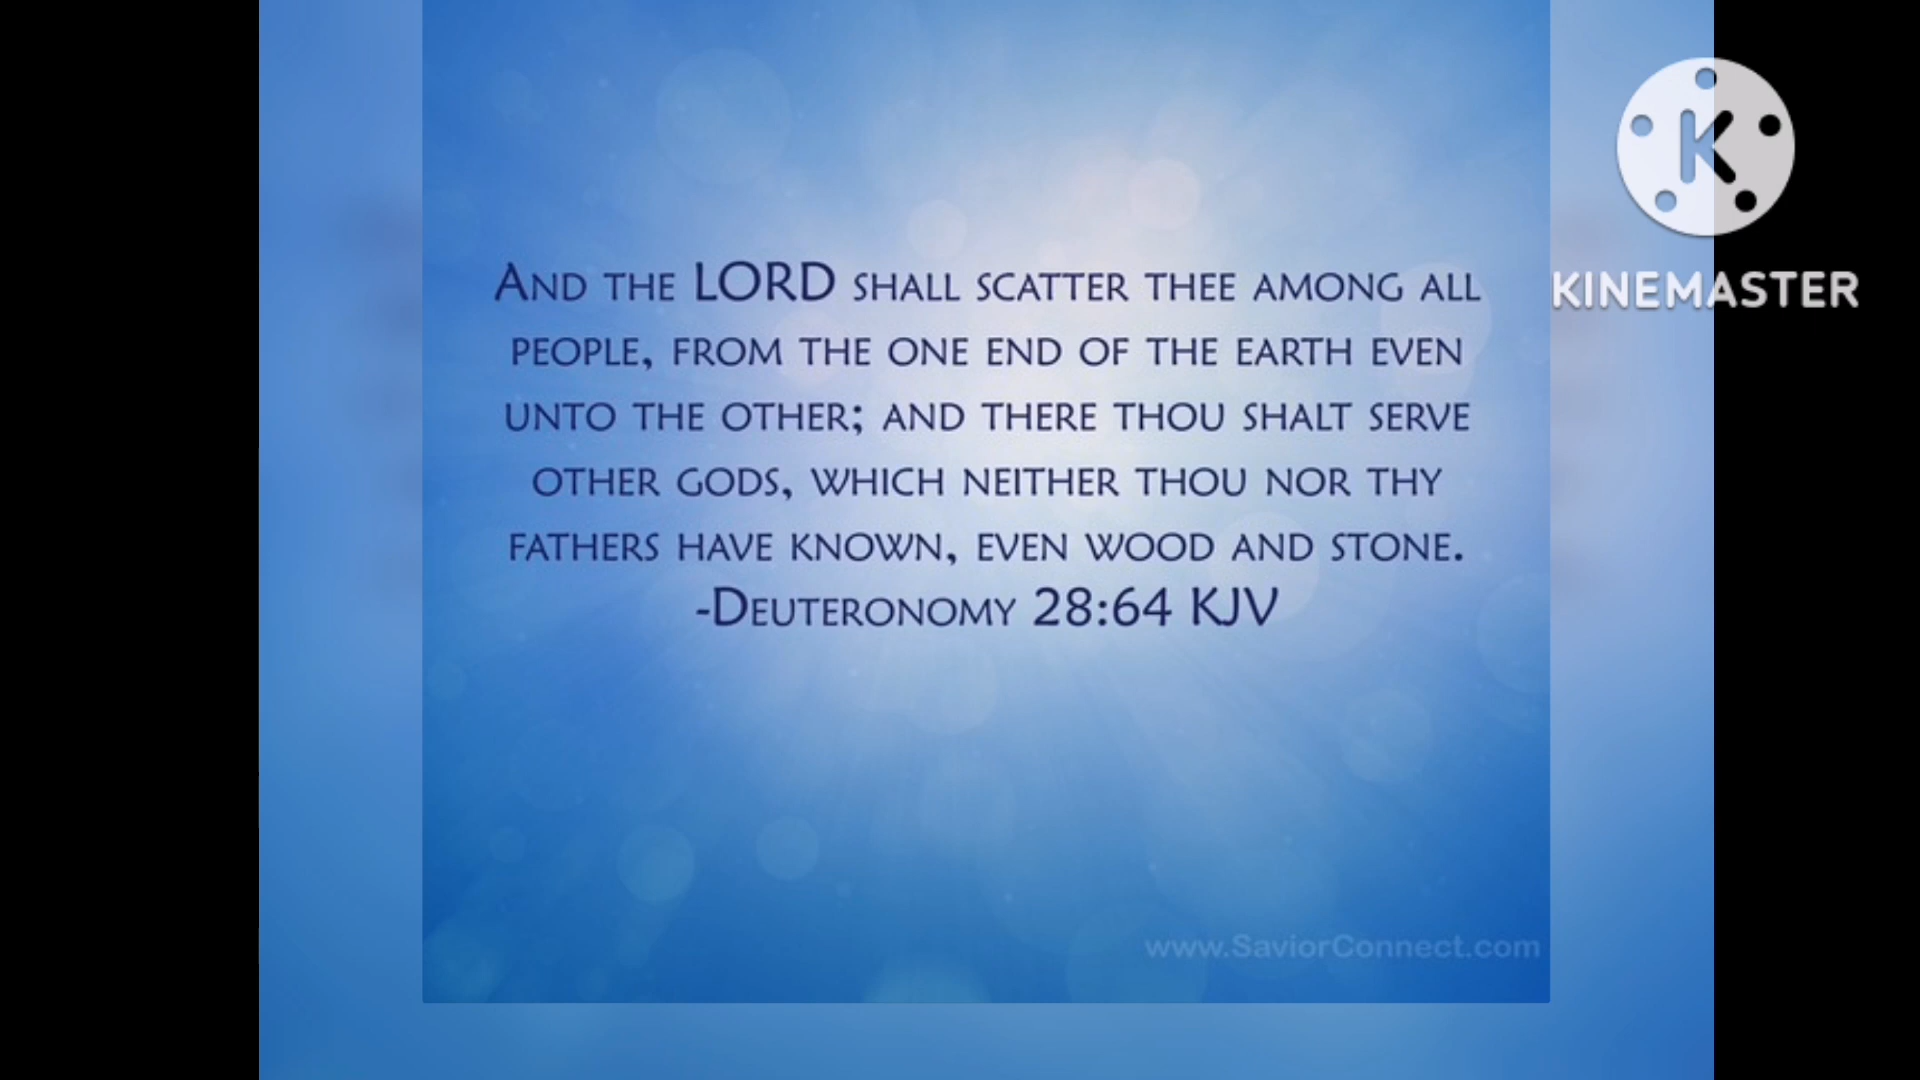 And the LORD shall scatter thee among all
people, from the one end of the earth even
unto the other; and there thou shalt serve
other gods, which neither thou nor thy
fathers have known, even wood and stone.
-Deuteronomy 28:64 KJV
www.SaviorConnect.com
K
KINEMASTER